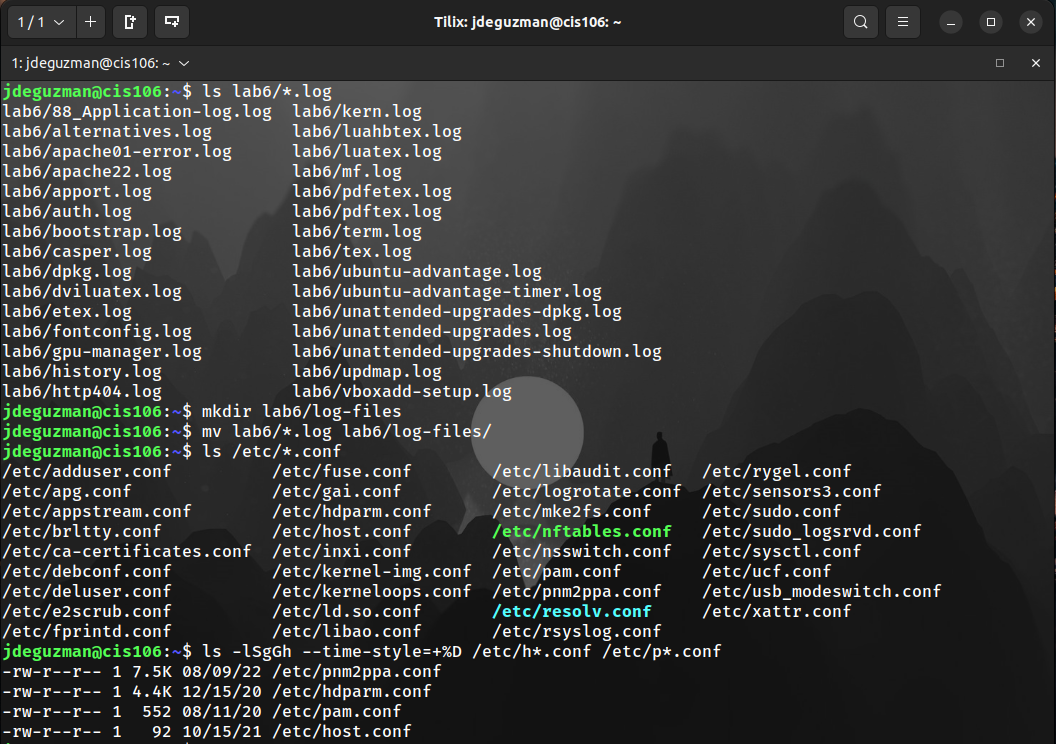 1 / 1
Tilix: jdeguzman@cis106: ~
1: jdeguzman@cis106: ~
jdeguzman@cis106:~$ ls lab6/*.log
lab6/88_Application-log.log  lab6/kern.log
lab6/alternatives.log        lab6/luahbtex.log
lab6/apache01-error.log      lab6/luatex.log
lab6/apache22.log            lab6/mf.log
lab6/apport.log              lab6/pdfetex.log
lab6/auth.log                lab6/pdftex.log
lab6/bootstrap.log           lab6/term.log
lab6/casper.log              lab6/tex.log
lab6/dpkg.log                lab6/ubuntu-advantage.log
lab6/dviluatex.log           lab6/ubuntu-advantage-timer.log
lab6/etex.log                lab6/unattended-upgrades-dpkg.log
lab6/fontconfig.log          lab6/unattended-upgrades.log
lab6/gpu-manager.log         lab6/unattended-upgrades-shutdown.log
lab6/history.log             lab6/updmap.log
lab6/http404.log             lab6/vboxadd-setup.log
jdeguzman@cis106:~$ mkdir lab6/log-files
jdeguzman@cis106:~$ mv lab6/*.log lab6/log-files/
jdeguzman@cis106:~$ ls /etc/*.conf
/etc/adduser.conf          /etc/fuse.conf        /etc/libaudit.conf   /etc/rygel.conf
/etc/apg.conf              /etc/gai.conf         /etc/logrotate.conf  /etc/sensors3.conf
/etc/appstream.conf        /etc/hdparm.conf      /etc/mke2fs.conf     /etc/sudo.conf
/etc/brltty.conf           /etc/host.conf        /etc/nftables.conf   /etc/sudo_logsrvd.conf
/etc/ca-certificates.conf  /etc/inxi.conf        /etc/nsswitch.conf   /etc/sysctl.conf
/etc/debconf.conf          /etc/kernel-img.conf  /etc/pam.conf        /etc/ucf.conf
/etc/deluser.conf          /etc/kerneloops.conf  /etc/pnm2ppa.conf    /etc/usb_modeswitch.conf
/etc/e2scrub.conf          /etc/ld.so.conf       /etc/resolv.conf     /etc/xattr.conf
/etc/fprintd.conf          /etc/libao.conf       /etc/rsyslog.conf
jdeguzman@cis106:~$ ls -lSgGh --time-style=+%D /etc/h*.conf /etc/p*.conf
-rw-r--r-- 1 7.5K 08/09/22 /etc/pnm2ppa.conf
-rw-r--r-- 1 4.4K 12/15/20 /etc/hdparm.conf
-rw-r--r-- 1  552 08/11/20 /etc/pam.conf
-rw-r--r-- 1   92 10/15/21 /etc/host.conf